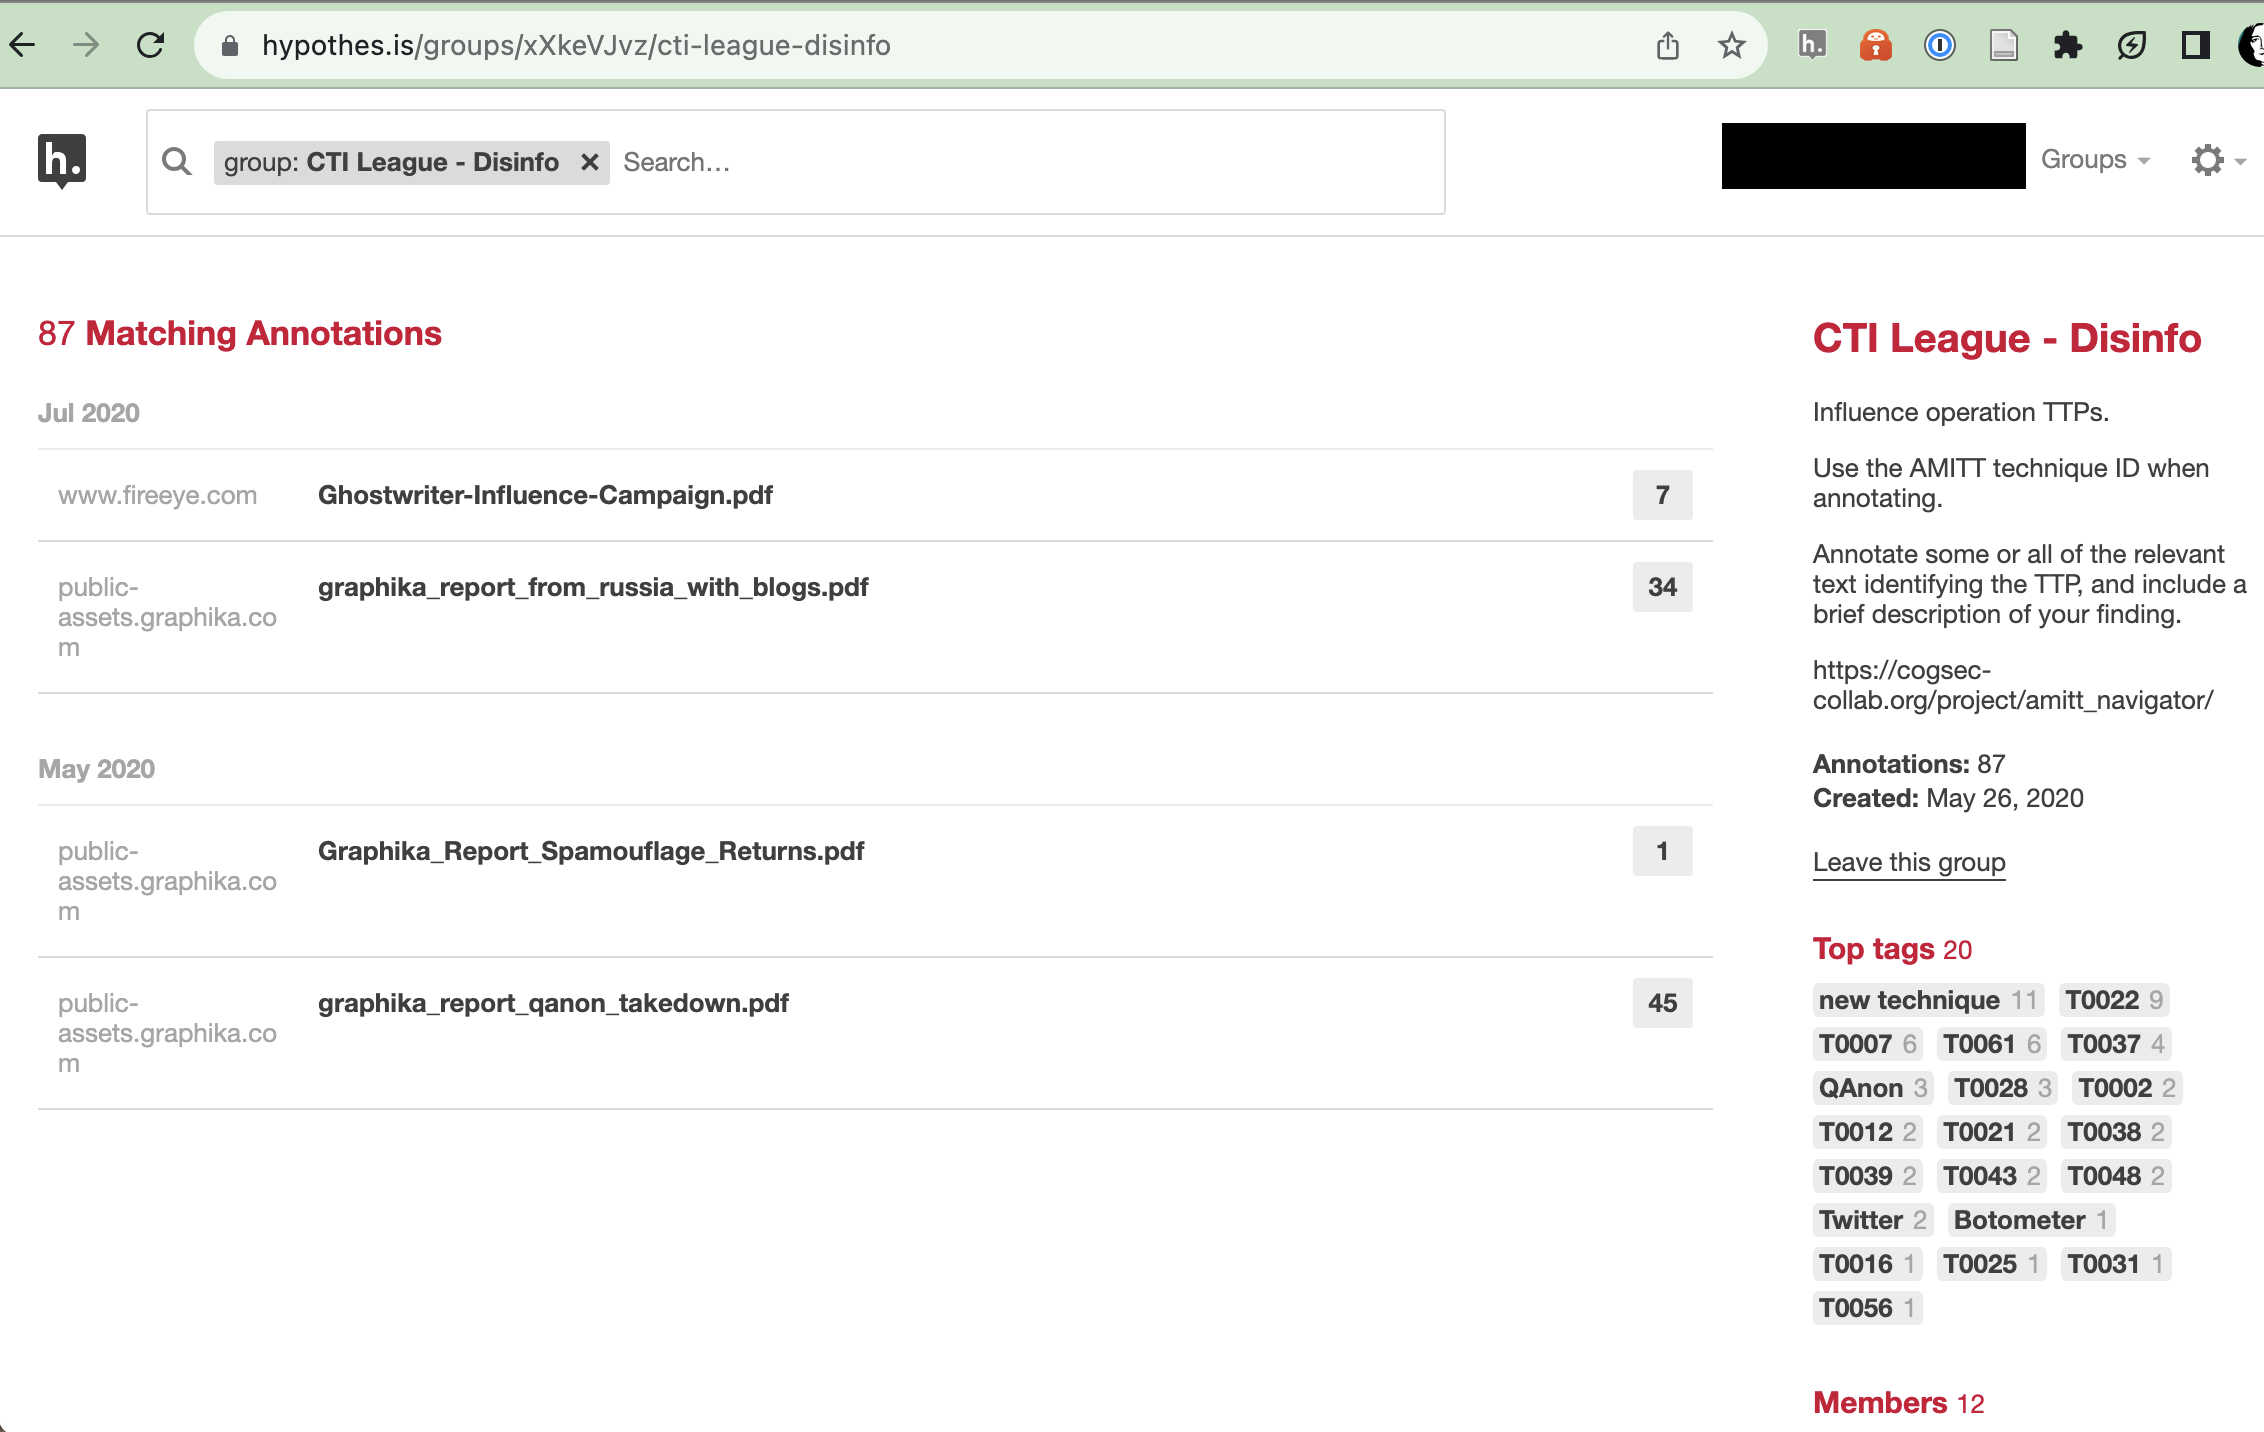 hypothes.is/groups/xXkeVJvz/cti-league-disinfo
h.
h.
group: CTI League - Disinfo × Search…
Groups
87 Matching Annotations
Jul 2020
www.fireeye.com Ghostwriter-Influence-Campaign.pdf 7
public-
assets.graphika.co
m
graphika_report_from_russia_with_blogs.pdf 34
May 2020
public-
assets.graphika.co
m
Graphika_Report_Spamouflage_Returns.pdf 1
public-
assets.graphika.co
m
graphika_report_qanon_takedown.pdf 45
CTI League - Disinfo
Influence operation TTPs.
Use the AMITT technique ID when
annotating.
Annotate some or all of the relevant
text identifying the TTP, and include a
brief description of your finding.
https://cogsec-
collab.org/project/amitt_navigator/
Annotations: 87
Created: May 26, 2020
Leave this group
Top tags 20
new technique 11 T0022 9
T0007 6 T0061 6 T0037 4
QAnon 3 T0028 3 T0002 2
T0012 2 T0021 2 T0038 2
T0039 2 T0043 2 T0048 2
Twitter 2 Botometer 1
T0016 1 T0025 1 T0031 1
T0056 1
Members 12